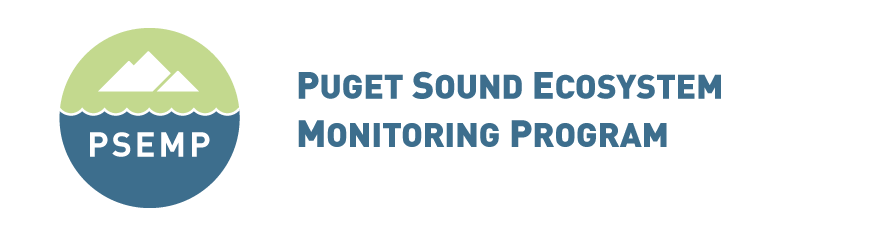 PSEMP
PUGET SOUND ECOSYSTEM
MONITORING PROGRAM